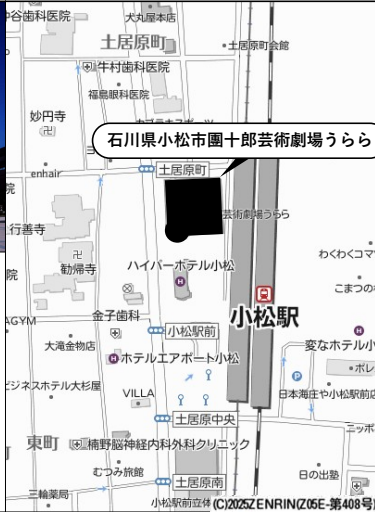 中谷歯科医院
犬丸屋本店
土居原町
土居原町会館
牛村歯科医院
福島眼科医院
妙円寺
石川県小松市團十郎芸術劇場うらら
enhair
土居原町
院
芸術劇場うらら
行善寺
勧帰寺
ハイパーホテル小松
わくわくコマツ
院
こまつの
金子歯科
小松駅
AGYM
小松駅前
大滝金物店
変なホテル小
ホテルエアポート小松
P
ボレ
ビジネスホテル大杉屋
VILLA
日本海庄や小松駅前店
土居原中央
ニッポ
東町
楠野脳神経内科外科クリニック
むつみ旅館
日の出塾
土居原南
三輪薬局
小松駅前立体
(C)2025ZENRIN(Z05E-第408号)